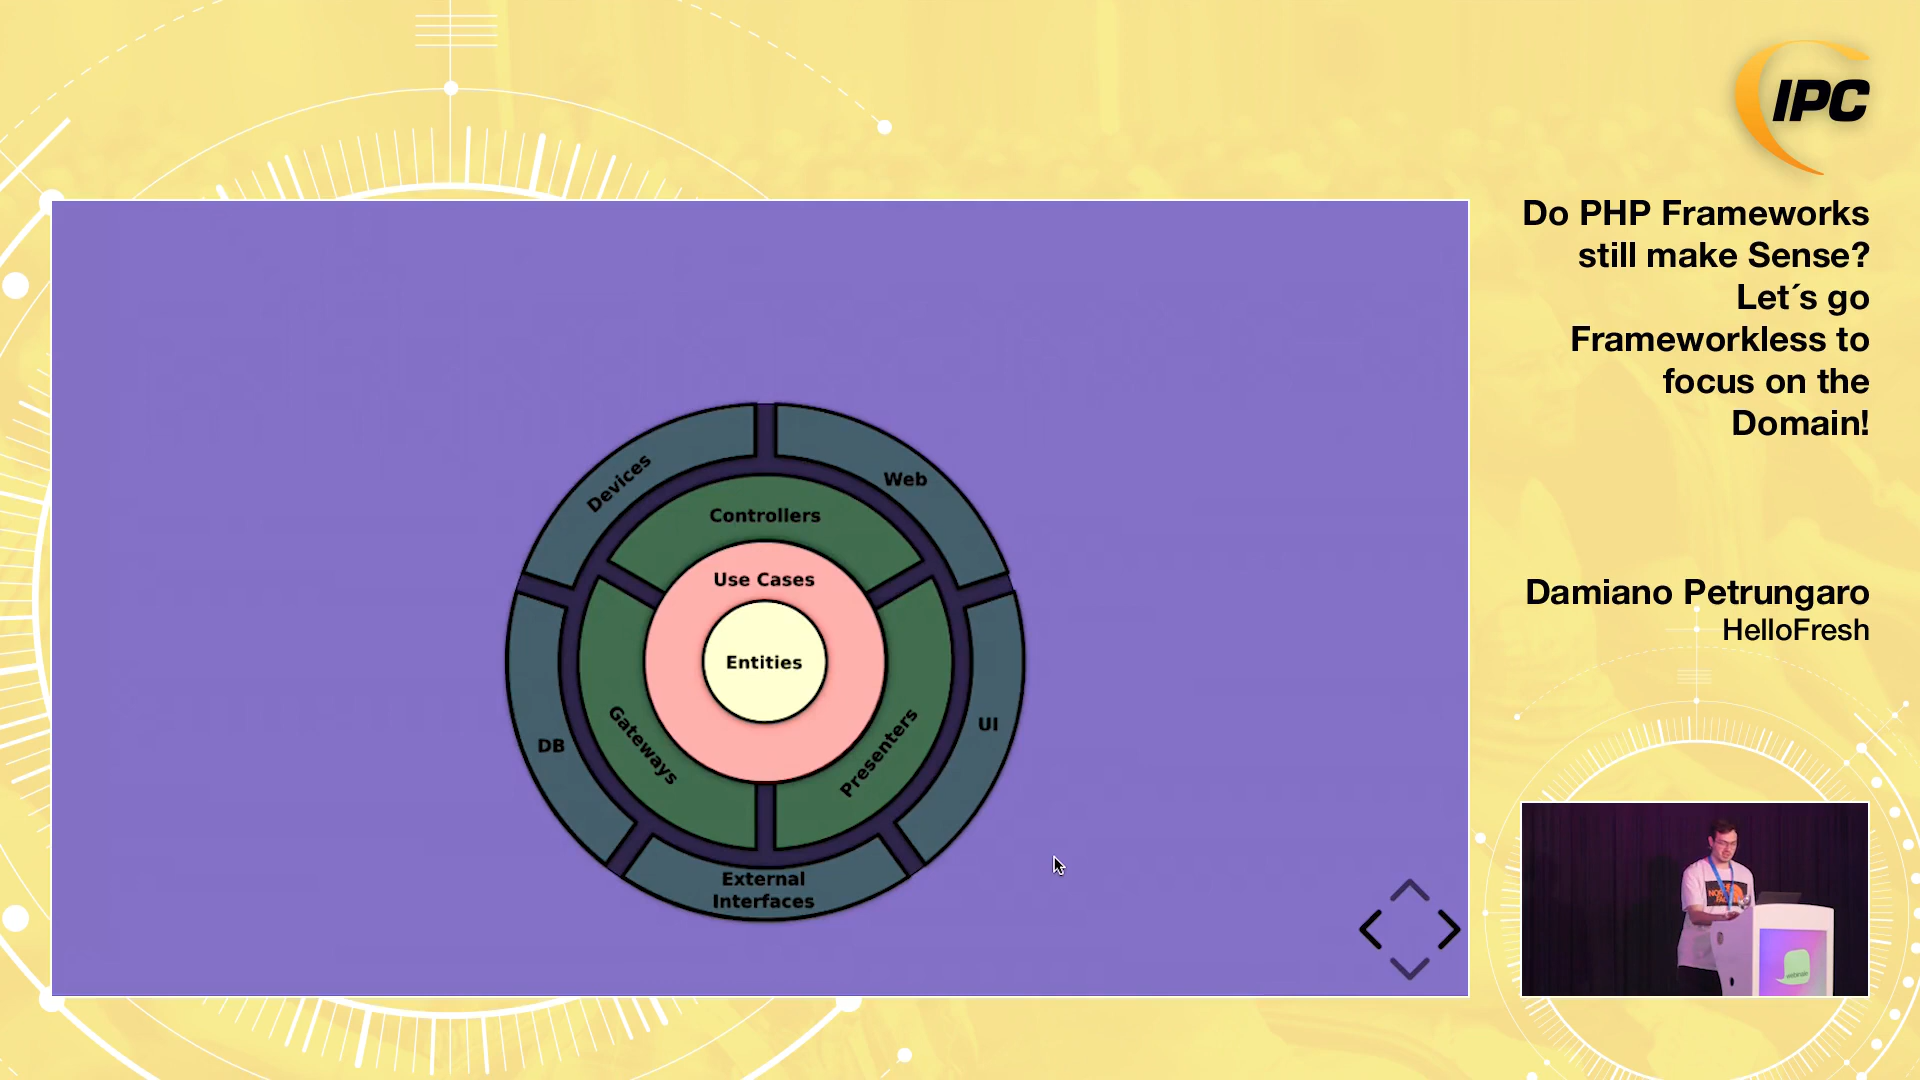 IPC
Do PHP Frameworks
still make Sense?
Let´s go
Frameworkless to
focus on the
Domain!
Damiano Petrungaro
HelloFresh
Devices
Web
Controllers
Use Cases
Entities
Gateways
Presenters
DB
UI
External
Interfaces
webinale